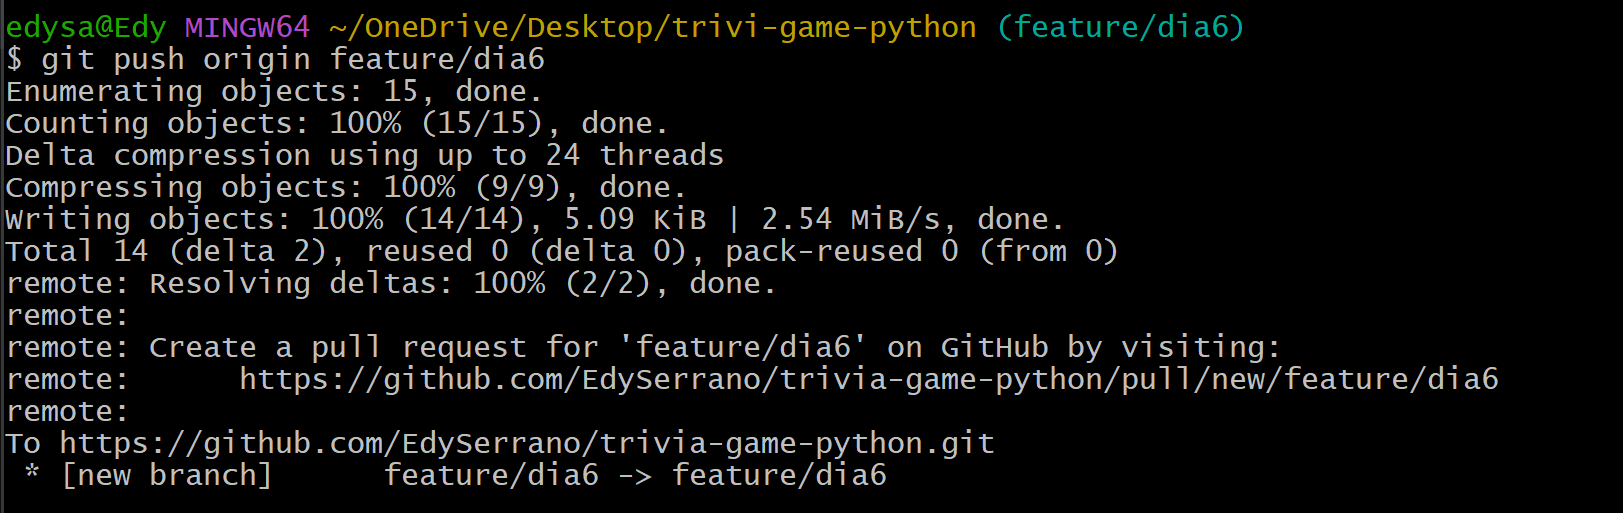 edysa@Edy MINGW64 ~/OneDrive/Desktop/trivi-game-python (feature/dia6)
$ git push origin feature/dia6
Enumerating objects: 15, done.
Counting objects: 100% (15/15), done.
Delta compression using up to 24 threads
Compressing objects: 100% (9/9), done.
Writing objects: 100% (14/14), 5.09 KiB | 2.54 MiB/s, done.
Total 14 (delta 2), reused 0 (delta 0), pack-reused 0 (from 0)
remote: Resolving deltas: 100% (2/2), done.
remote:
remote: Create a pull request for 'feature/dia6' on GitHub by visiting:
remote:      https://github.com/EdySerrano/trivia-game-python/pull/new/feature/dia6
remote:
To https://github.com/EdySerrano/trivia-game-python.git
 * [new branch]      feature/dia6 -> feature/dia6